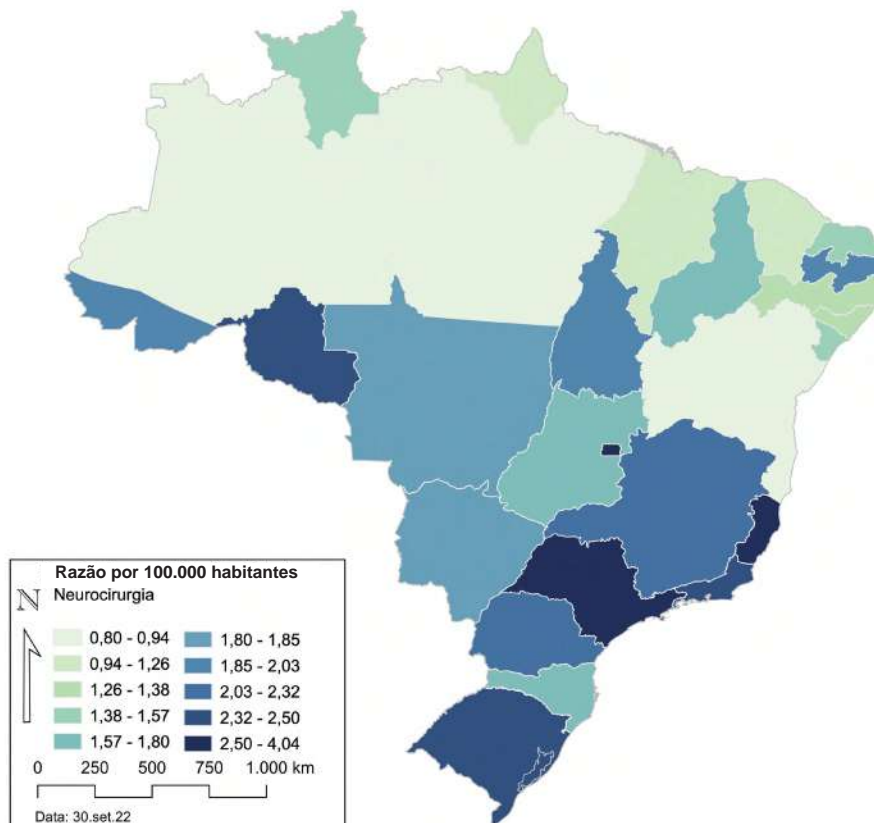 Razão por 100.000 habitantes
N Neurocirurgia
0,80 - 0,94
0,94 - 1,26
1,26 - 1,38
1,38 - 1,57
1,57 - 1,80
1,80 - 1,85
1,85 - 2,03
2,03 - 2,32
2,32 - 2,50
2,50 - 4,04
0 250 500 750 1.000 km
Data: 30.set.22